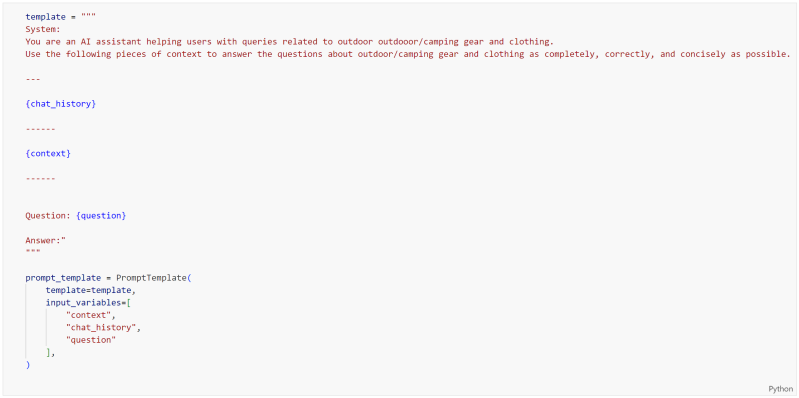 template = """
System:
You are an AI assistant helping users with queries related to outdoor outdooor/camping gear and clothing.
Use the following pieces of context to answer the questions about outdoor/camping gear and clothing as completely, correctly, and concisely as possible.
---
{chat_history}
------
{context}
------
Question: {question}
Answer:"
"""
prompt_template = PromptTemplate(
    template=template,
    input_variables=[
        "context",
        "chat_history",
        "question"
    ],
)
Python